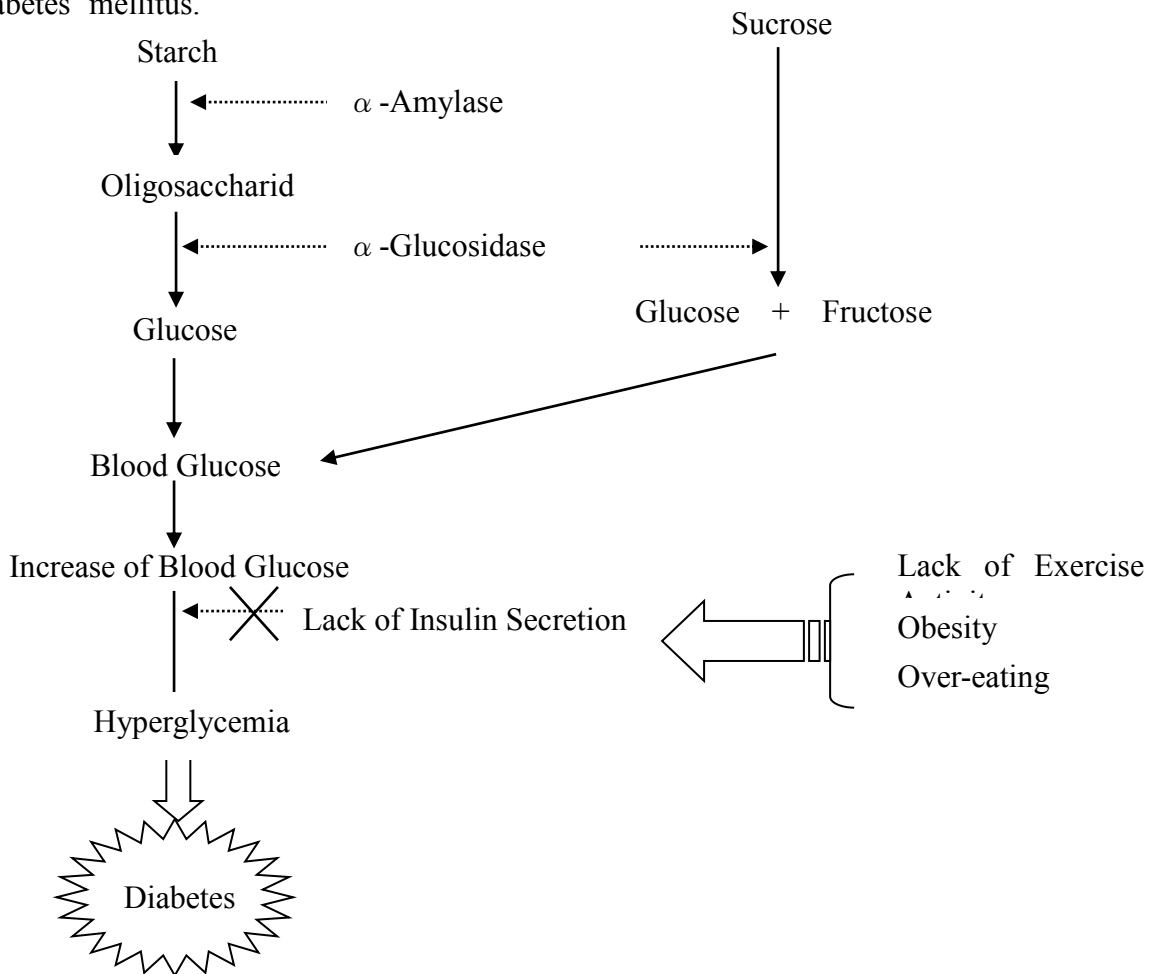 abetes mellitus.
Sucrose
Starch
α -Amylase
Oligosaccharid
α -Glucosidase
Glucose + Fructose
Glucose
Blood Glucose
Increase of Blood Glucose
Lack of Exercise
Lack of Insulin Secretion
Obesity
Over-eating
Hyperglycemia
Diabetes